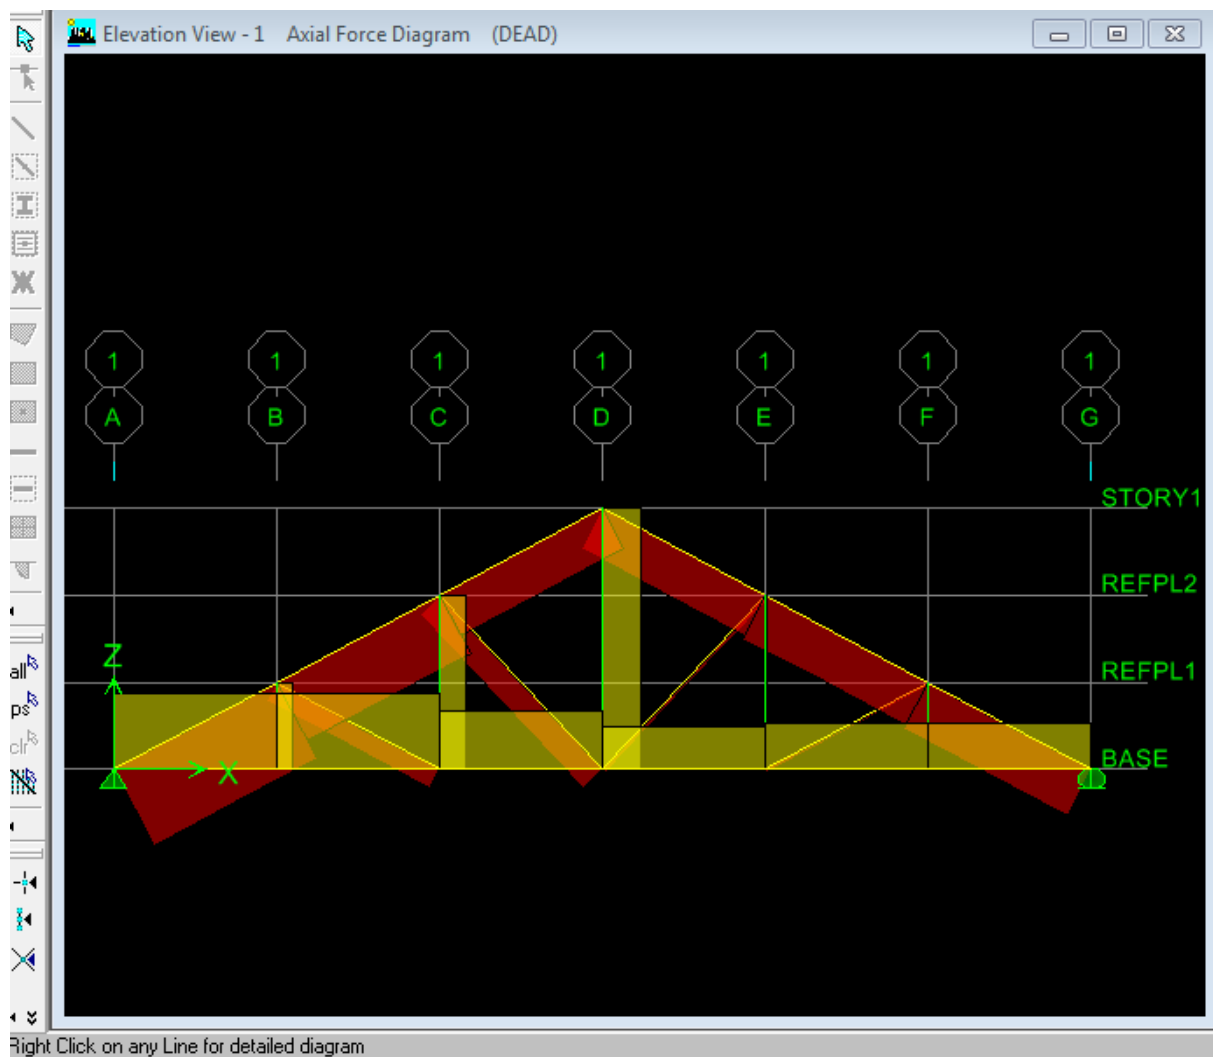 Elevation View - 1 Axial Force Diagram (DEAD)
1 1 1 1 1 1 1
A B C D E F G
STORY1
REFPL2
REFPL1
BASE
Z
X
all
ps
clr
Right Click on any Line for detailed diagram